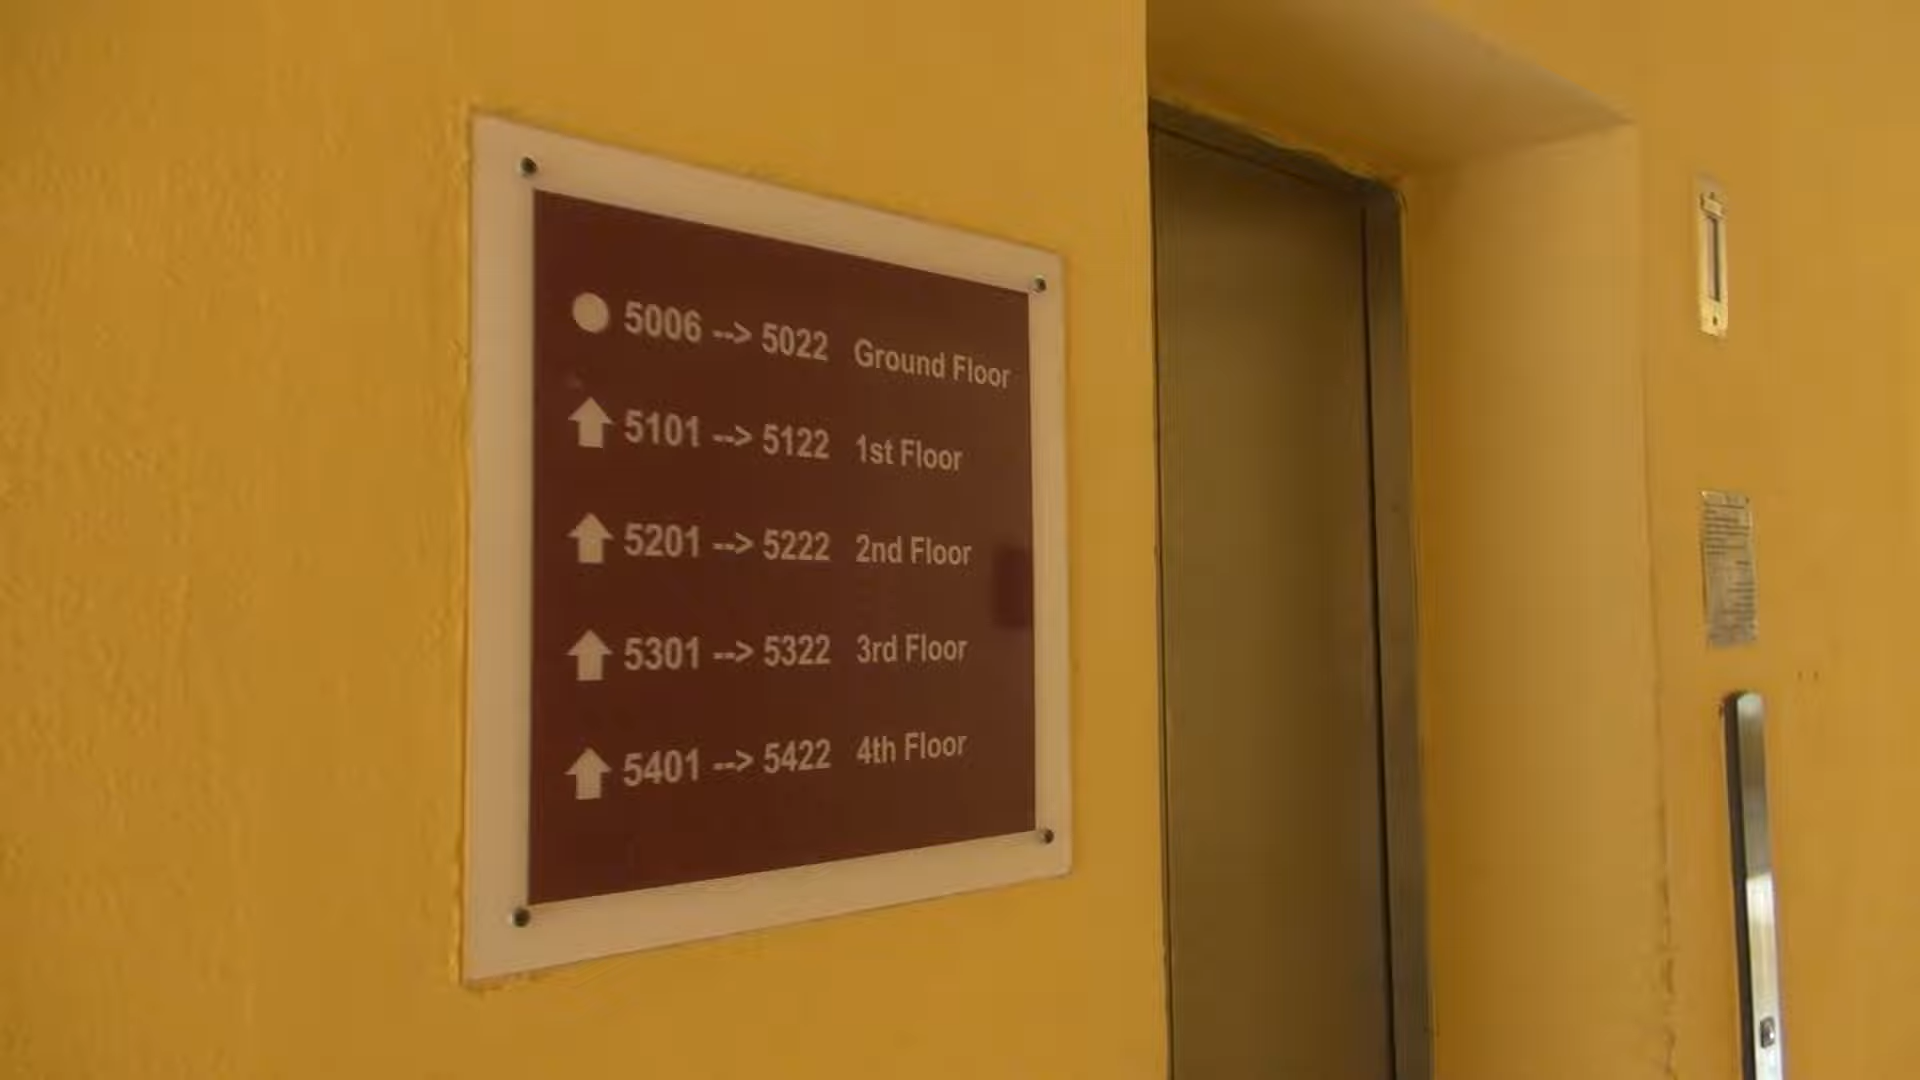 5006 --> 5022 Ground Floor
5101 --> 5122 1st Floor
5201 --> 5222 2nd Floor
5301 --> 5322 3rd Floor
5401 --> 5422 4th Floor